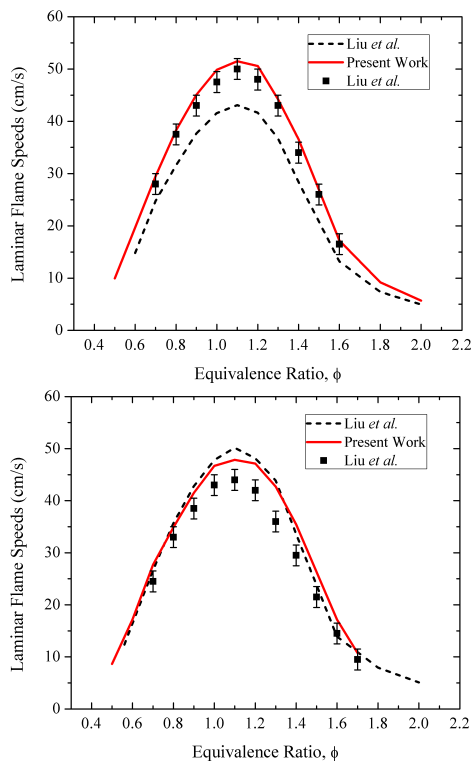 60
50
40
30
20
10
0
Laminar Flame Speeds (cm/s)
Liu et al.
Present Work
Liu et al.
0.4 0.6 0.8 1.0 1.2 1.4 1.6 1.8 2.0 2.2
Equivalence Ratio, ϕ
60
50
40
30
20
10
0
Laminar Flame Speeds (cm/s)
Liu et al.
Present Work
Liu et al.
0.4 0.6 0.8 1.0 1.2 1.4 1.6 1.8 2.0 2.2
Equivalence Ratio, ϕ